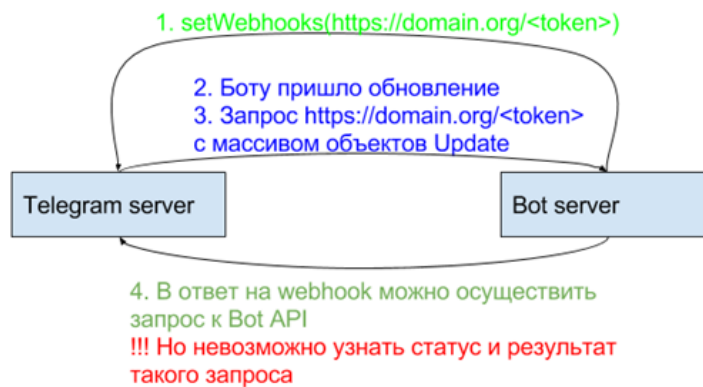 1. setWebhooks(https://domain.org/<token>)
2. Боту пришло обновление
3. Запрос https://domain.org/<token>
с массивом объектов Update
Telegram server
Bot server
4. В ответ на webhook можно осуществить
запрос к Bot API
!!! Но невозможно узнать статус и результат
такого запроса